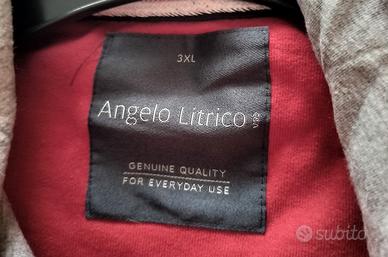 3XL
Angelo Litrico
GENUINE QUALITY
FOR EVERYDAY USE
subito